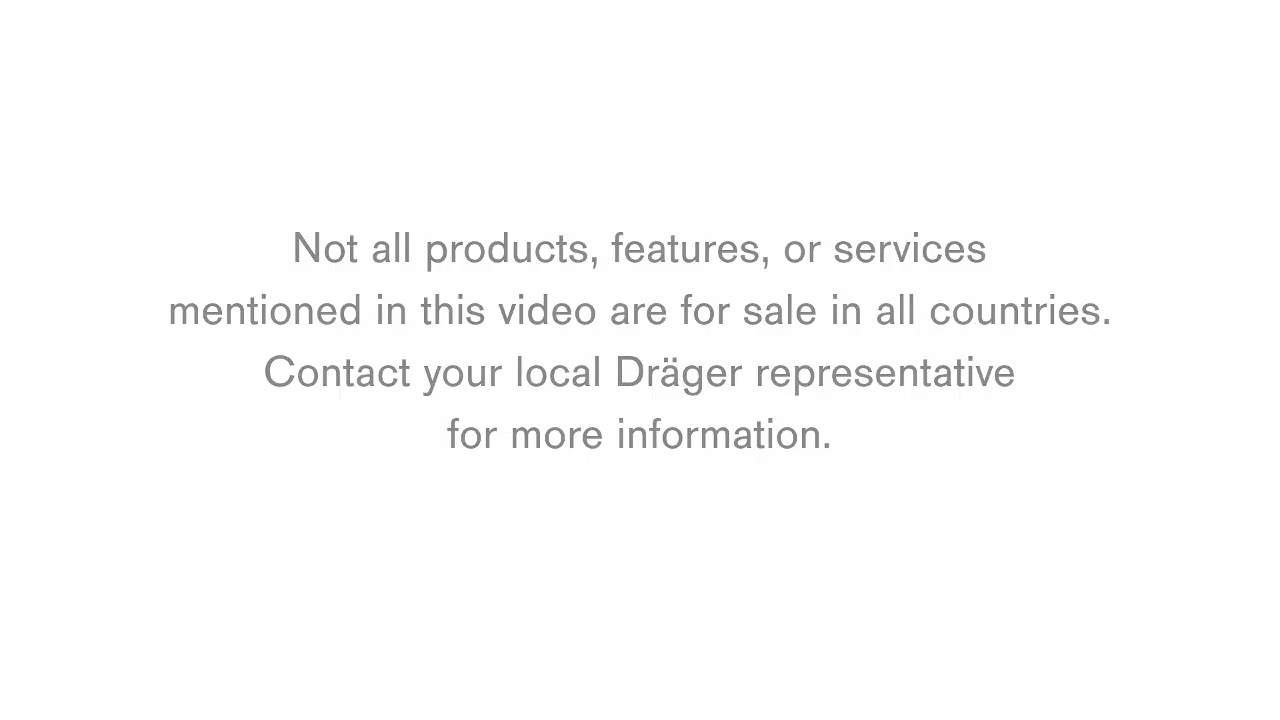 Not all products, features, or services
mentioned in this video are for sale in all countries.
Contact your local Dräger representative
for more information.